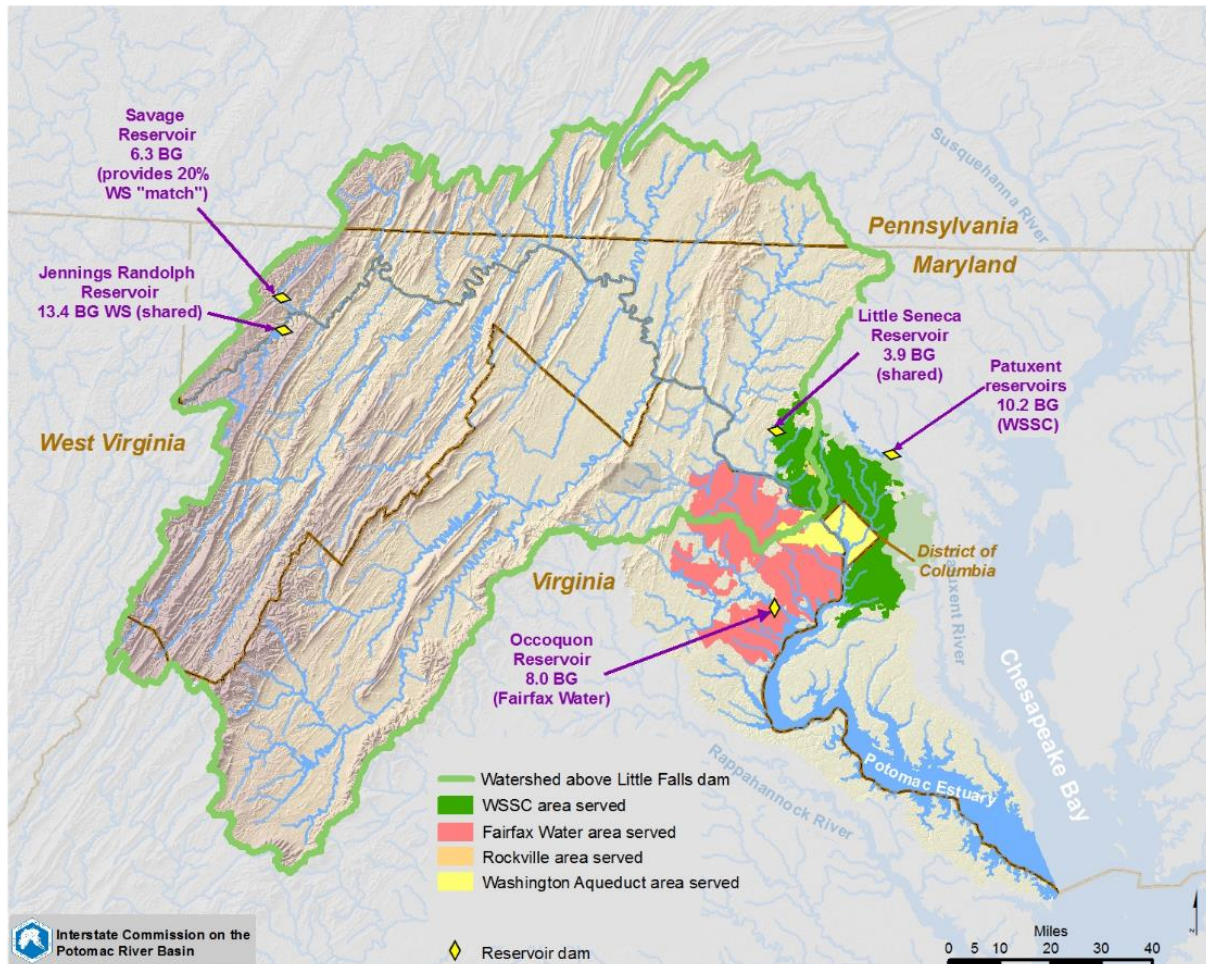 Savage
Reservoir
6.3 BG
(provides 20%
WS "match")
Jennings Randolph
Reservoir
13.4 BG WS (shared)
Susquehanna River
Pennsylvania
Maryland
Little Seneca
Reservoir
3.9 BG
(shared)
Patuxent
reservoirs
10.2 BG
(WSSC)
West Virginia
Virginia
District of
Columbia
Patuxent River
Occoquon
Reservoir
8.0 BG
(Fairfax Water)
Chesapeake Bay
Rappahannock River
Potomac Estuary
Watershed above Little Falls dam
WSSC area served
Fairfax Water area served
Rockville area served
Washington Aqueduct area served
Reservoir dam
Interstate Commission on the
Potomac River Basin
Miles
0 5 10 20 30 40
N